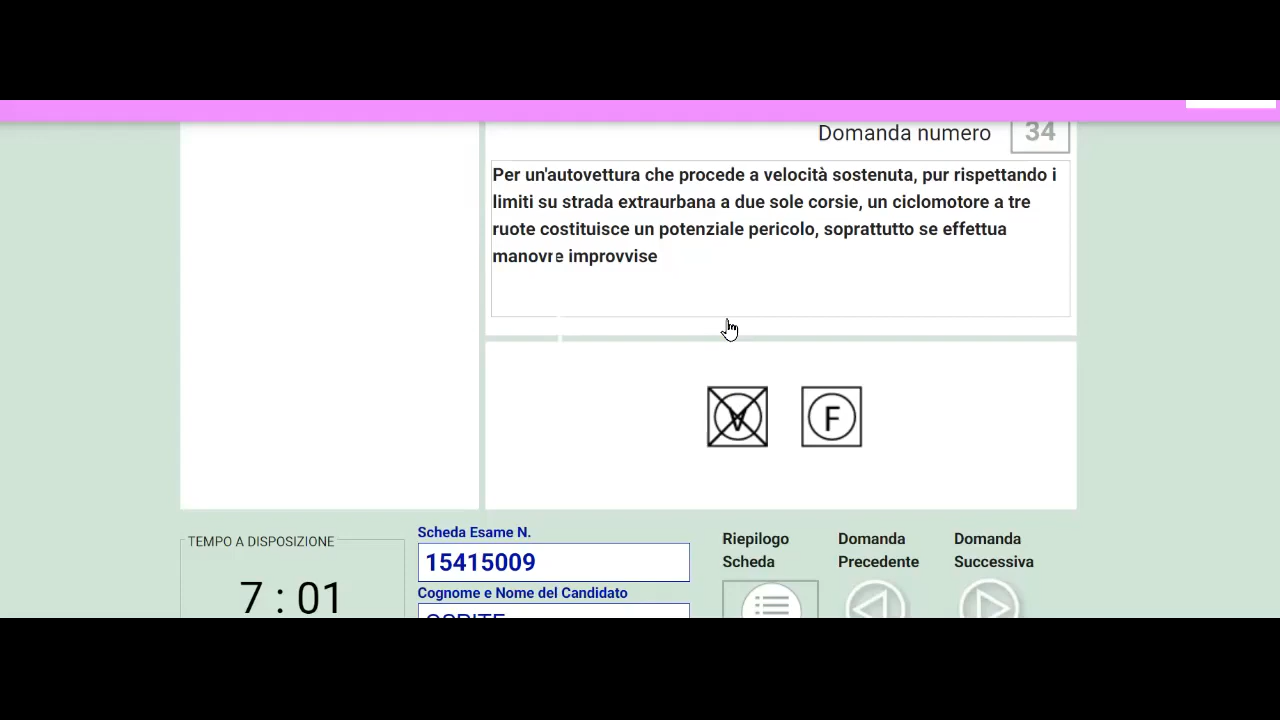 Domanda numero 34
Per un'autovettura che procede a velocità sostenuta, pur rispettando i
limiti su strada extraurbana a due sole corsie, un ciclomotore a tre
ruote costituisce un potenziale pericolo, soprattutto se effettua
manovre improvvise
V F
TEMPO A DISPOSIZIONE
7 : 01
Scheda Esame N.
15415009
Cognome e Nome del Candidato
Riepilogo
Scheda
Domanda
Precedente
Domanda
Successiva